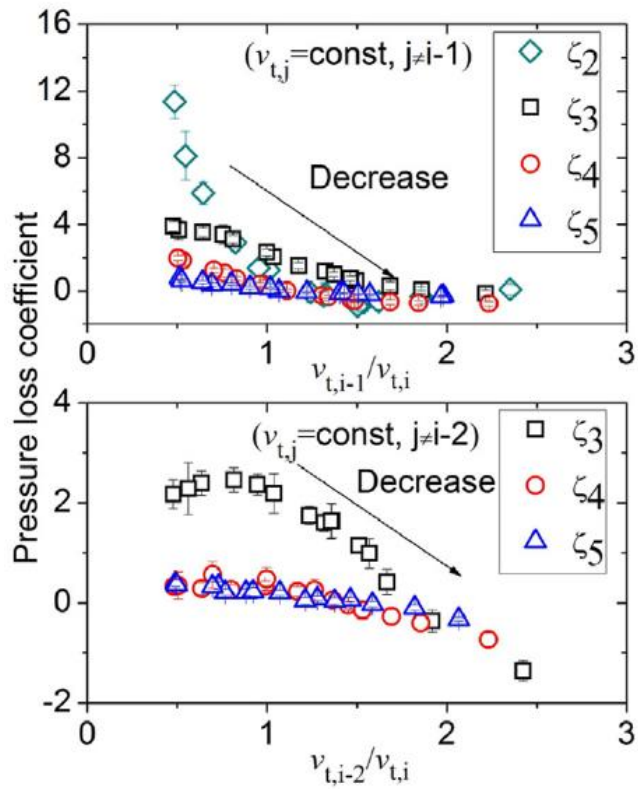 16
12
8
4
0
(v_t,j=const, j≠i-1)
Decrease
ζ2
ζ3
ζ4
ζ5
0 1 2 3
v_t,i-1/v_t,i
Pressure loss coefficient
4
2
0
-2
(v_t,j=const, j≠i-2)
Decrease
ζ3
ζ4
ζ5
0 1 2 3
v_t,i-2/v_t,i